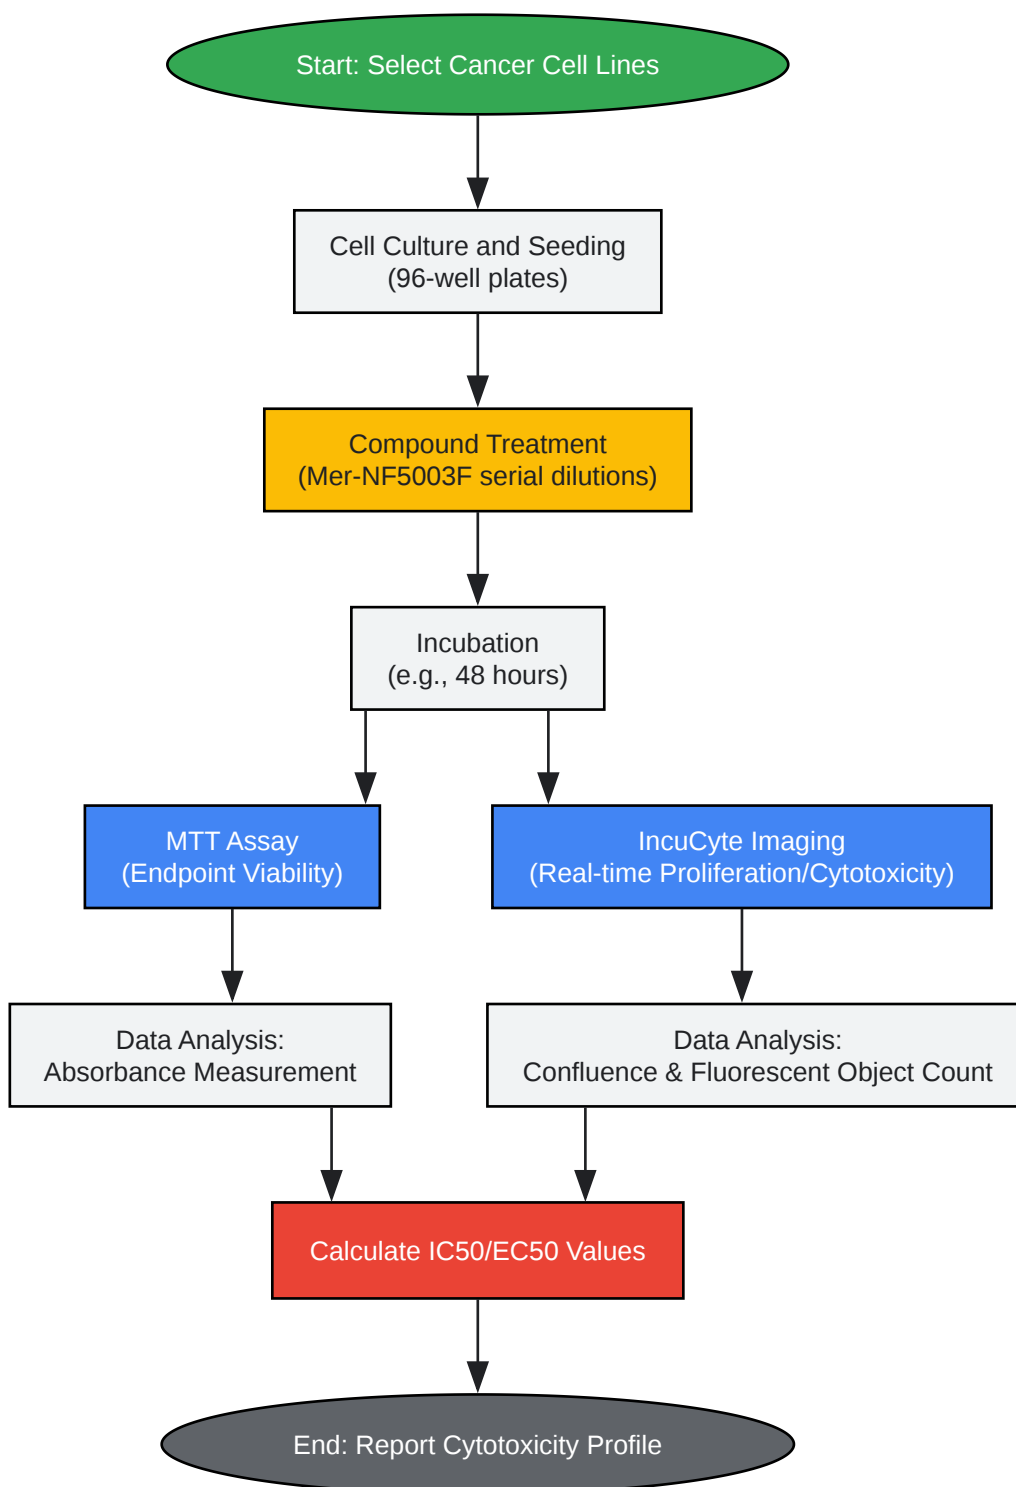 Start: Select Cancer Cell Lines
Cell Culture and Seeding
(96-well plates)
Compound Treatment
(Mer-NF5003F serial dilutions)
Incubation
(e.g., 48 hours)
MTT Assay
(Endpoint Viability)
IncuCyte Imaging
(Real-time Proliferation/Cytotoxicity)
Data Analysis:
Absorbance Measurement
Data Analysis:
Confluence & Fluorescent Object Count
Calculate IC50/EC50 Values
End: Report Cytotoxicity Profile